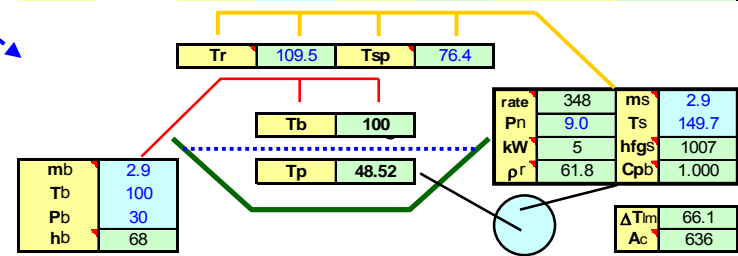 Tr 109.5 Tsp 76.4
rate 348 ms 2.9
Tb 100 Pn 9.0 Ts 149.7
kW 5 hfgs 1007
mb 2.9 Tp 48.52 ρr 61.8 Cpb 1.000
Tb 100
Pb 30 ΔTlm 66.1
hb 68 Ac 636